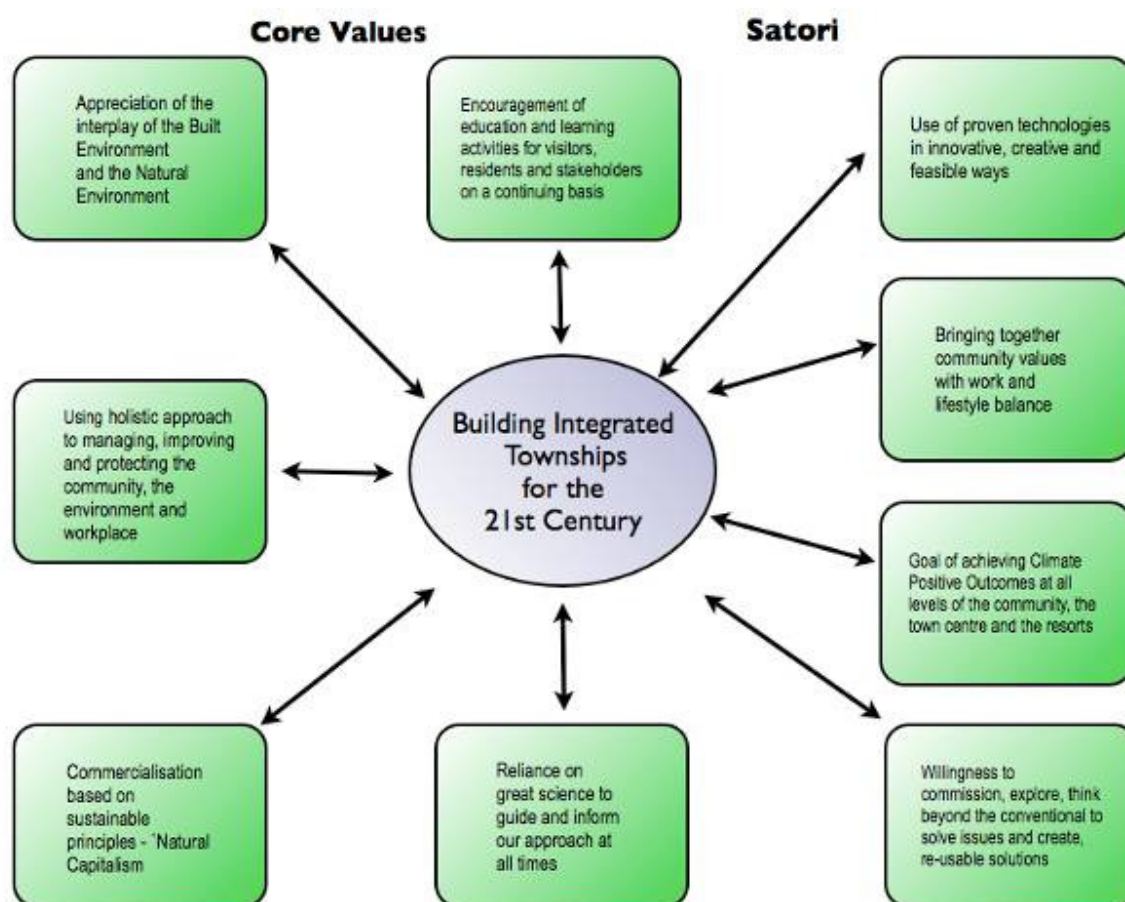 Core Values
Satori
Appreciation of the
interplay of the Built
Environment
and the Natural
Environment
Encouragement of
education and learning
activities for visitors,
residents and stakeholders
on a continuing basis
Use of proven technologies
in innovative, creative and
feasible ways
Bringing together
community values
with work and
lifestyle balance
Using holistic approach
to managing, improving
and protecting the
community, the
environment and
workplace
Building Integrated
Townships
for the
21st Century
Goal of achieving Climate
Positive Outcomes at all
levels of the community, the
town centre and the resorts
Commercialisation
based on
sustainable
principles - `Natural
Capitalism
Reliance on
great science to
guide and inform
our approach at
all times
Willingness to
commission, explore, think
beyond the conventional to
solve issues and create,
re-usable solutions